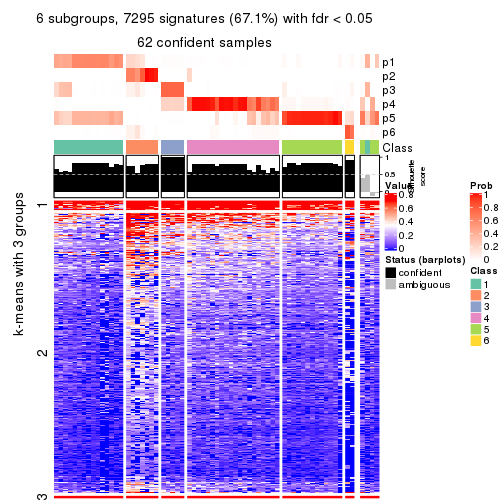 6 subgroups, 7295 signatures (67.1%) with fdr < 0.05
62 confident samples
p1
p2
p3
p4
p5
p6
Class
1
0.5
0
Silhouette
score
k-means with 3 groups
1
2
3
Value
0.8
0.6
0.4
0.2
0
Status (barplots)
confident
ambiguous
Prob
1
0.8
0.6
0.4
0.2
0
Class
1
2
3
4
5
6